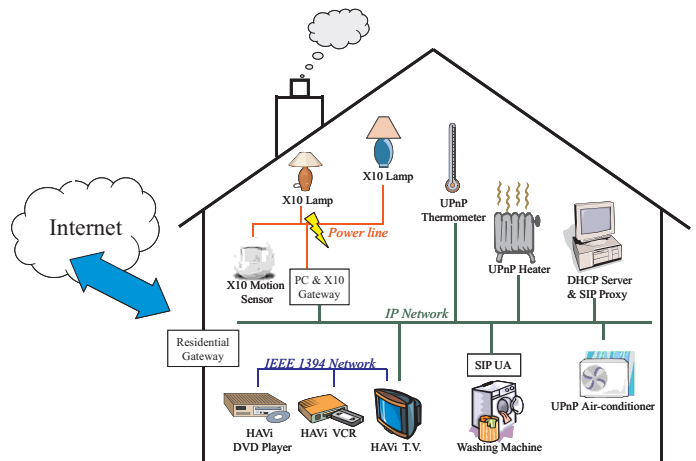 X10 Lamp
X10 Lamp
UPnP
Thermometer
Internet
Power line
UPnP Heater
X10 Motion
Sensor
PC & X10
Gateway
DHCP Server
& SIP Proxy
IP Network
Residential
Gateway
IEEE 1394 Network
SIP UA
HAVi
DVD Player
HAVi VCR
HAVi T.V.
Washing Machine
UPnP Air-conditioner